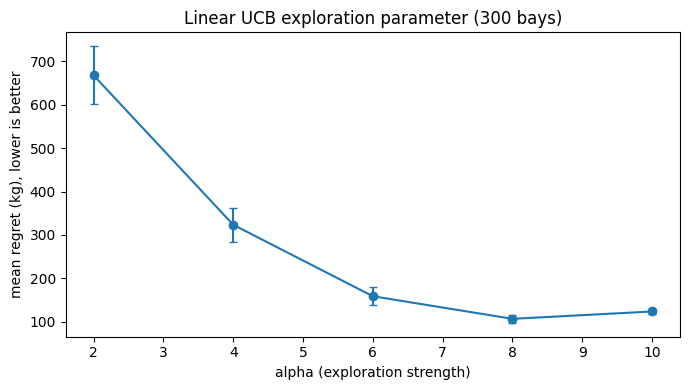 Linear UCB exploration parameter (300 bays)
mean regret (kg), lower is better
700
600
500
400
300
200
100
2 3 4 5 6 7 8 9 10
alpha (exploration strength)